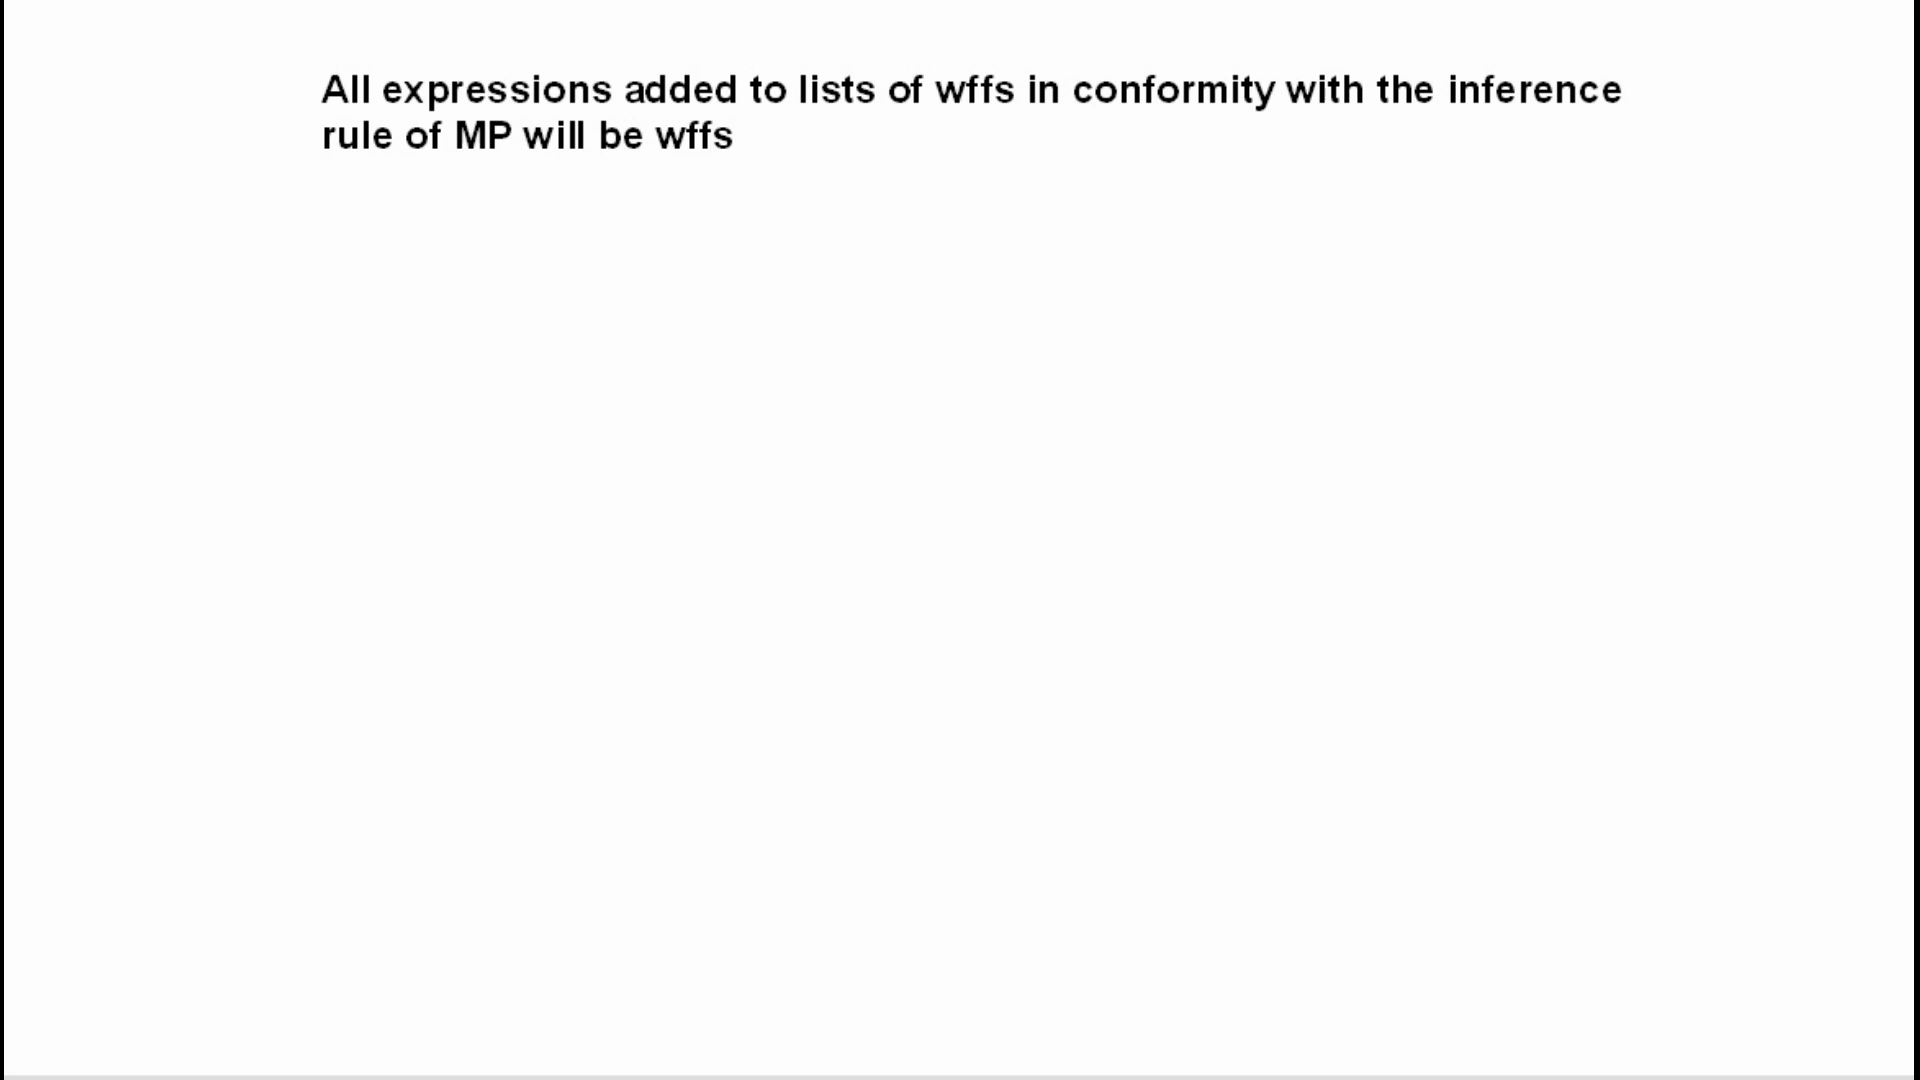 All expressions added to lists of wffs in conformity with the inference
rule of MP will be wffs